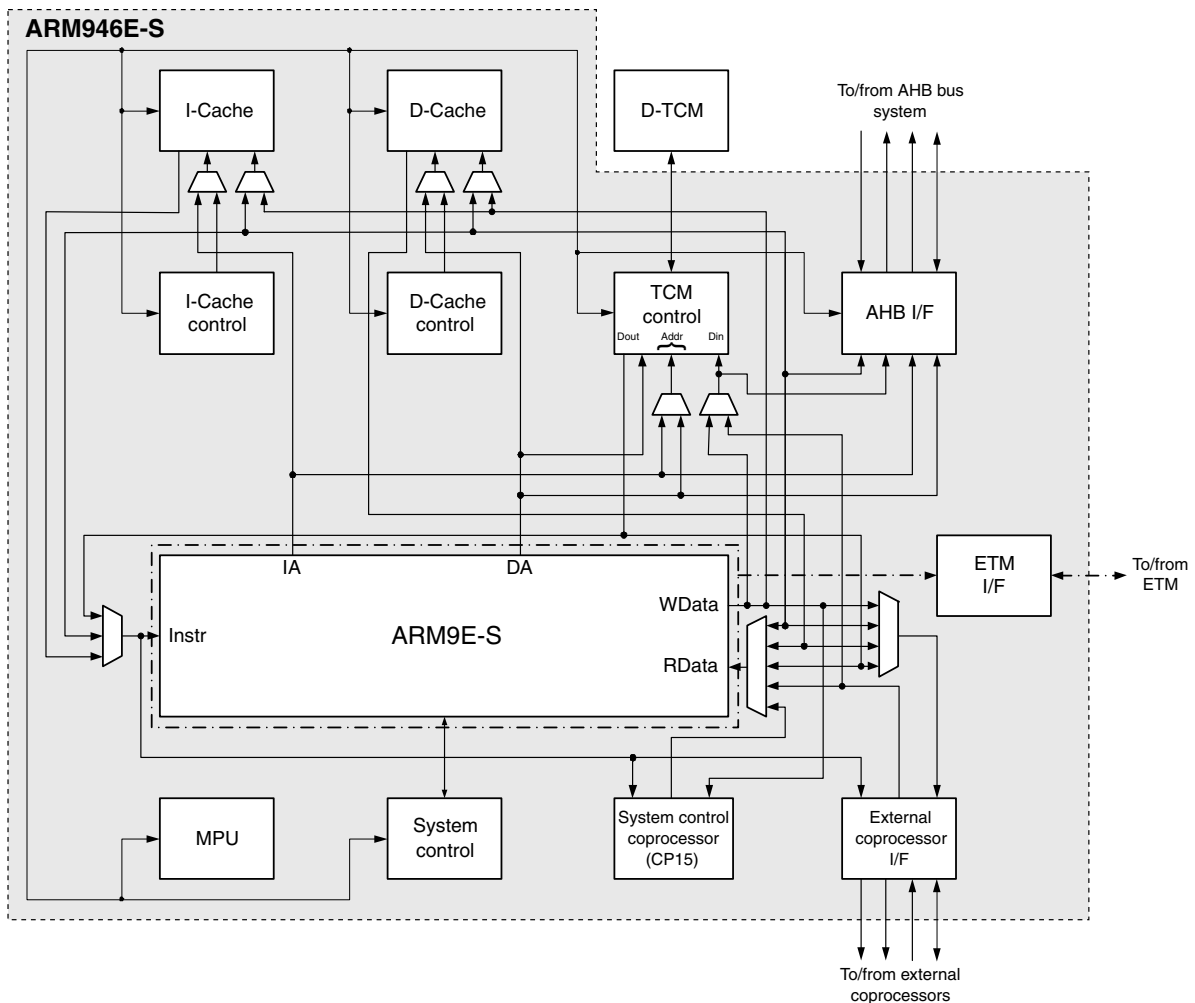 ARM946E-S
I-Cache
D-Cache
D-TCM
To/from AHB bus
system
I-Cache
control
D-Cache
control
TCM
control
Dout
Addr
Din
AHB I/F
IA
DA
ETM
I/F
To/from
ETM
WData
Instr
ARM9E-S
RData
MPU
System
control
System control
coprocessor
(CP15)
External
coprocessor
I/F
To/from external
coprocessors